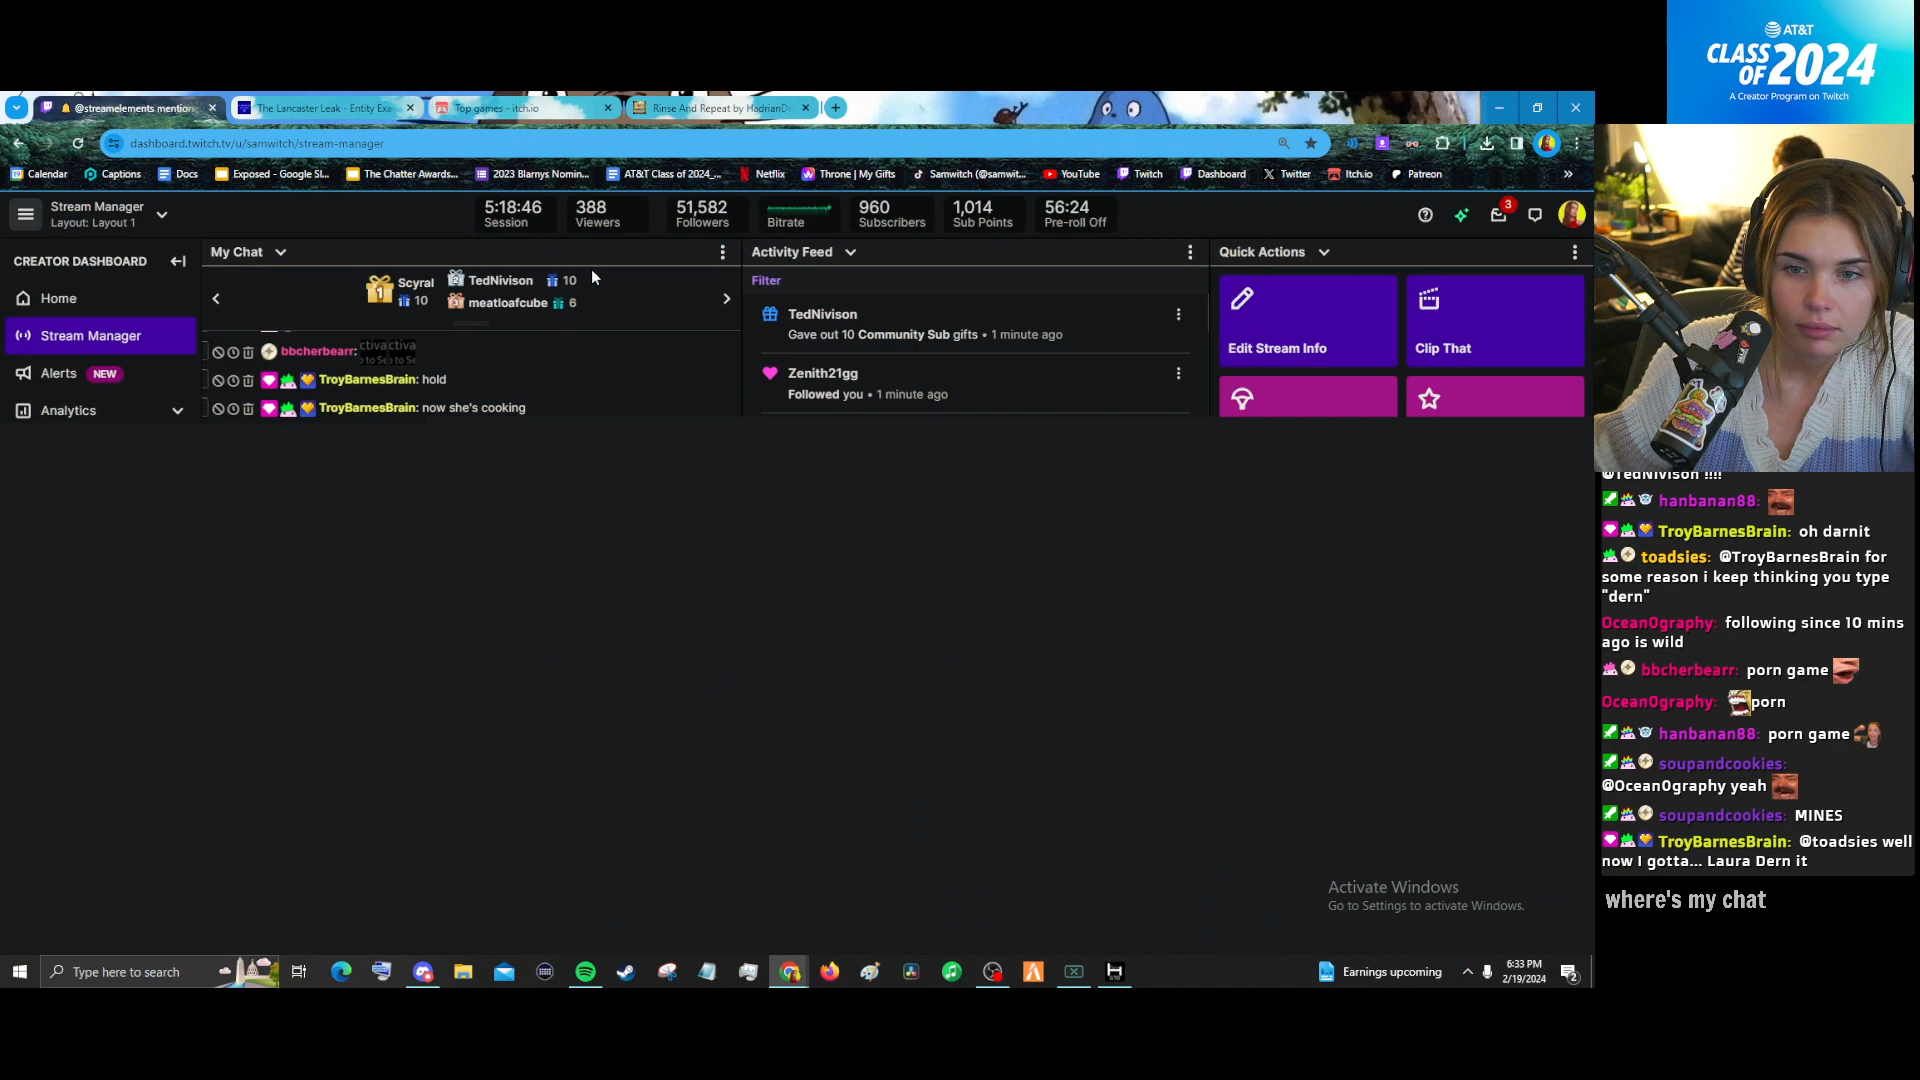 AT&T
CLASS
OF 2024
A Creator Program on Twitch
@streamelements mention
The Lancaster Leak - Entity Exa
Top games - itch.io
Rinse And Repeat by HadrianD
dashboard.twitch.tv/u/samwitch/stream-manager
Calendar
Captions
Docs
Exposed - Google Sl...
The Chatter Awards...
2023 Blarnys Nomin...
AT&T Class of 2024_...
Netflix
Throne | My Gifts
Samwitch (@samwit...
YouTube
Twitch
Dashboard
Twitter
Itch.io
Patreon
Stream Manager
Layout: Layout 1
5:18:46
Session
388
Viewers
51,582
Followers
Bitrate
960
Subscribers
1,014
Sub Points
56:24
Pre-roll Off
3
CREATOR DASHBOARD
Home
Stream Manager
Alerts NEW
Analytics
My Chat
1 Scyral
10
2 TedNivison 10
3 meatloafcube 6
bbcherbearr:
TroyBarnesBrain: hold
TroyBarnesBrain: now she's cooking
Activity Feed
Filter
TedNivison
Gave out 10 Community Sub gifts • 1 minute ago
Zenith21gg
Followed you • 1 minute ago
Quick Actions
Edit Stream Info
Clip That
@TedNivison !!!!
hanbanan88:
TroyBarnesBrain: oh darnit
toadsies: @TroyBarnesBrain for
some reason i keep thinking you type
"dern"
Ocean0graphy: following since 10 mins
ago is wild
bbcherbearr: porn game
Ocean0graphy: porn
hanbanan88: porn game
soupandcookies:
@Ocean0graphy yeah
soupandcookies: MINES
TroyBarnesBrain: @toadsies well
now I gotta... Laura Dern it
where's my chat
Activate Windows
Go to Settings to activate Windows.
Type here to search
Earnings upcoming
6:33 PM
2/19/2024
2